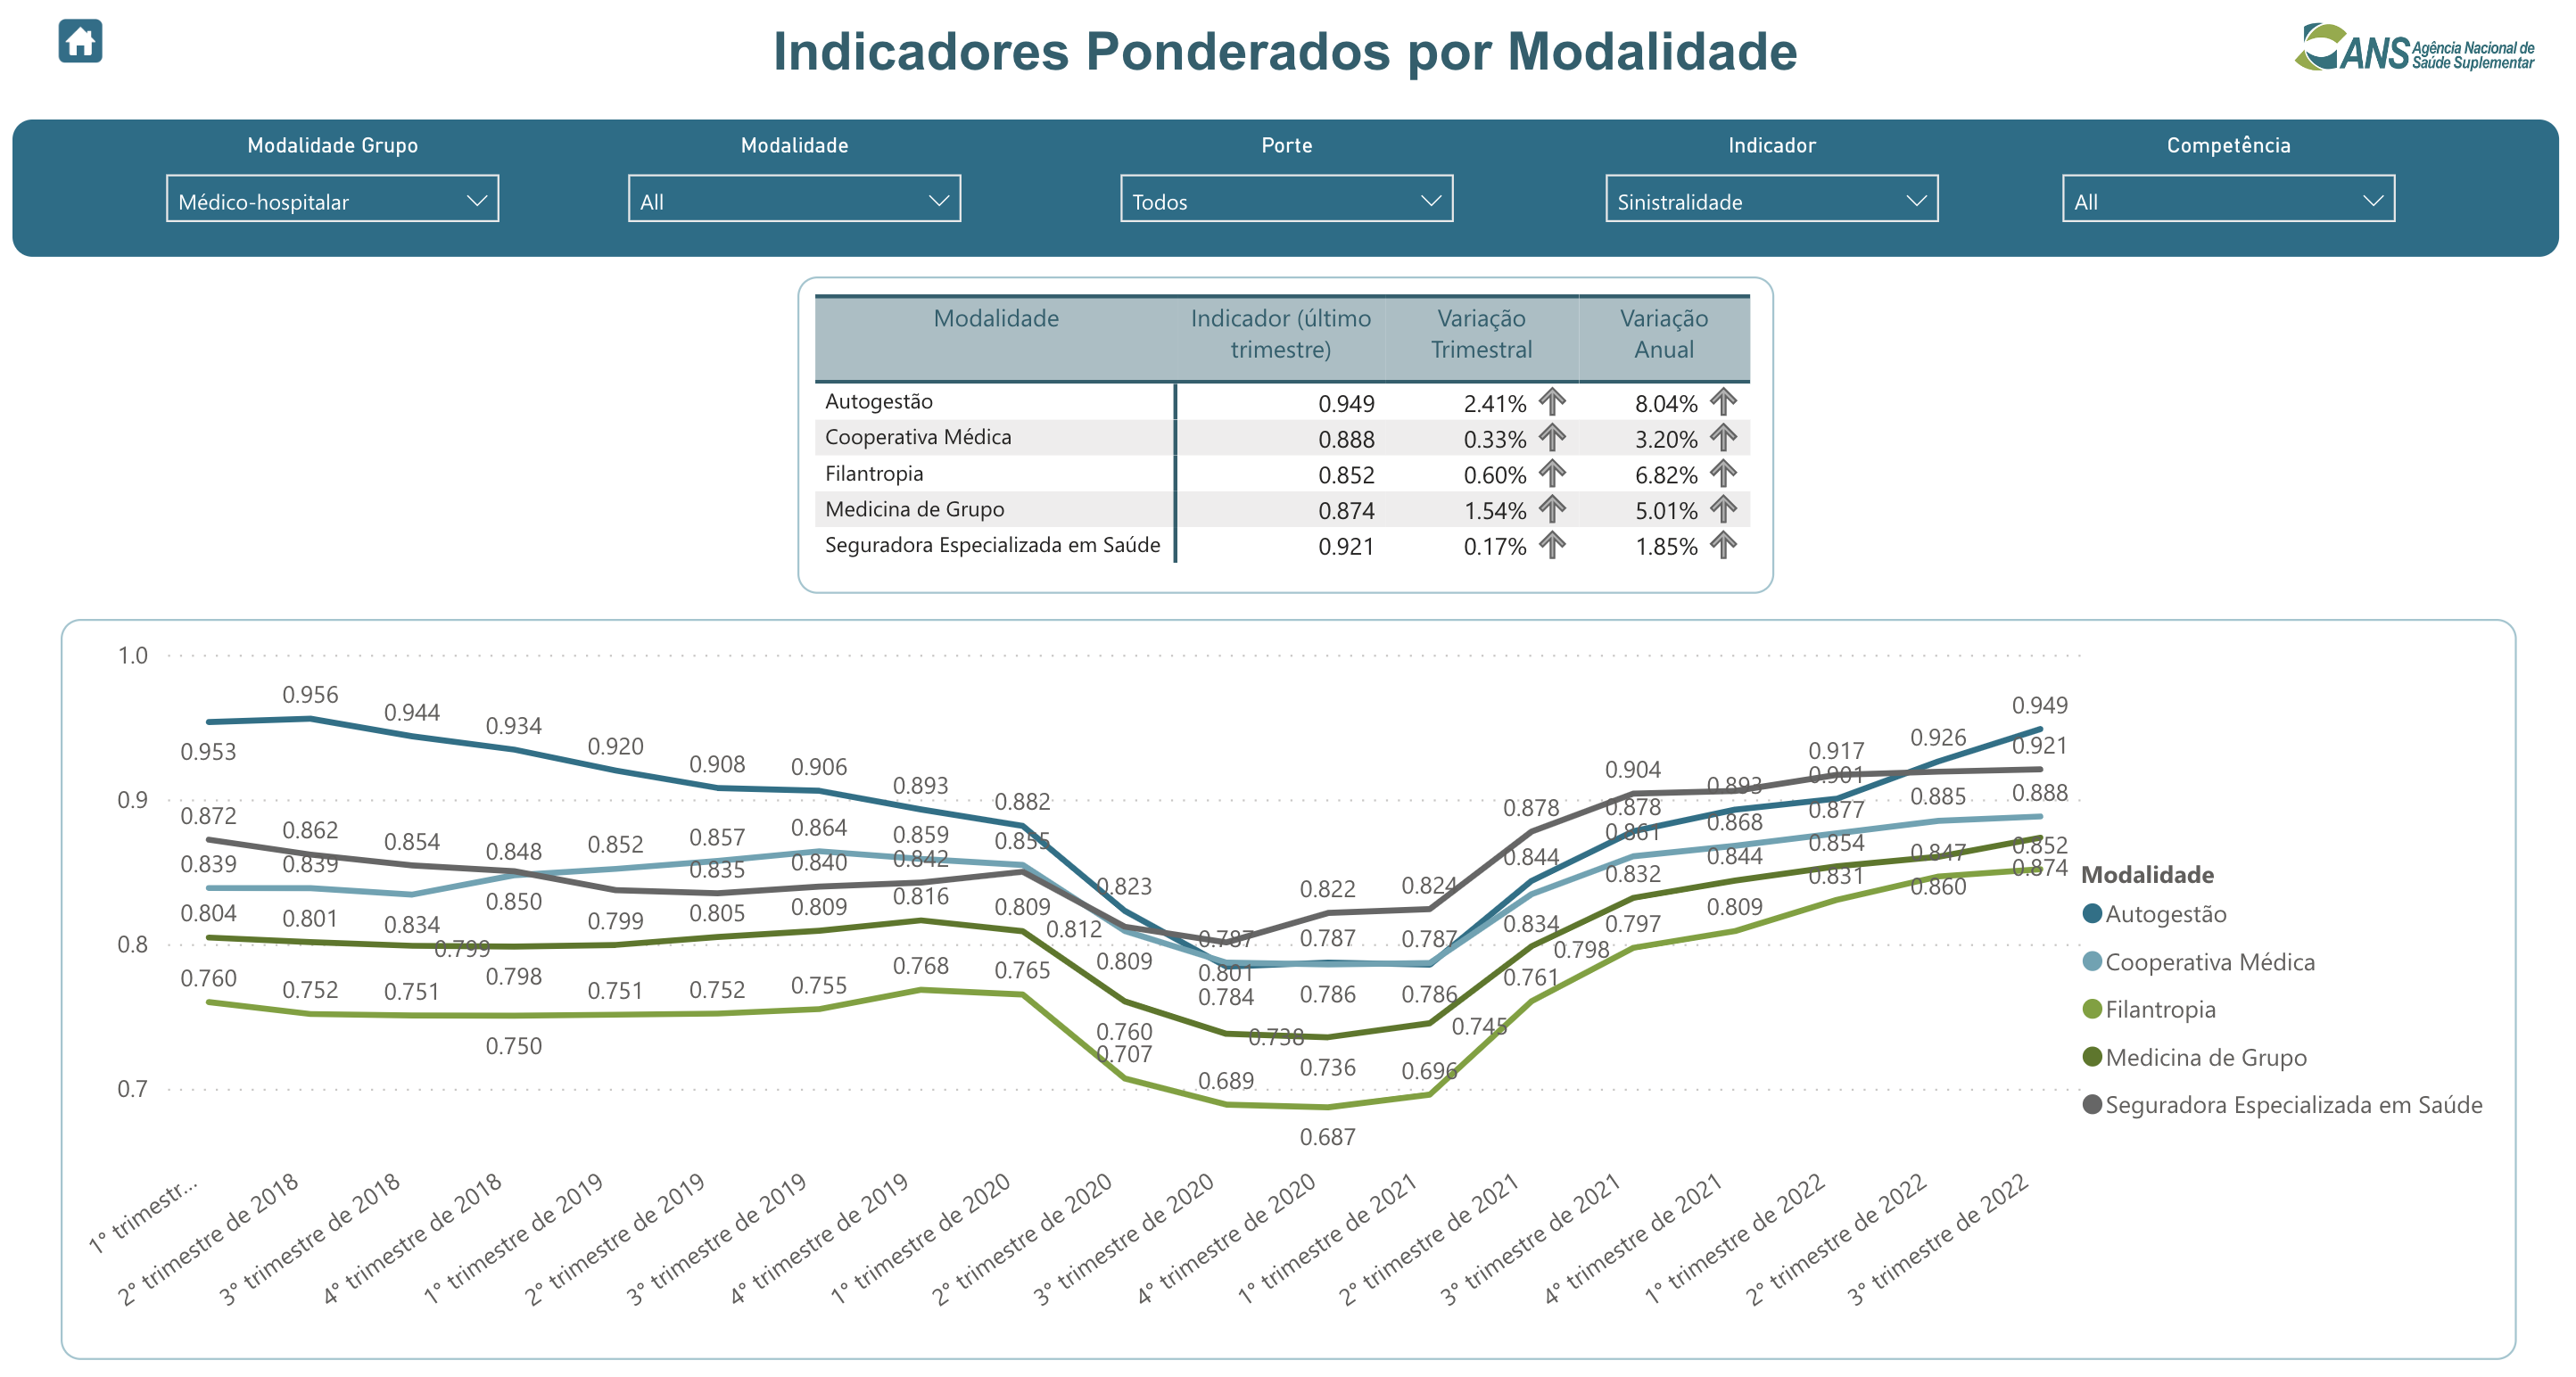 Indicadores Ponderados por Modalidade
ANS Agência Nacional de
Saúde Suplementar
Modalidade Grupo
Modalidade
Porte
Indicador
Competência
Médico-hospitalar
All
Todos
Sinistralidade
All
Modalidade
Indicador (último
trimestre)
Variação
Trimestral
Variação
Anual
Autogestão 0.949 2.41% 8.04%
Cooperativa Médica 0.888 0.33% 3.20%
Filantropia 0.852 0.60% 6.82%
Medicina de Grupo 0.874 1.54% 5.01%
Seguradora Especializada em Saúde 0.921 0.17% 1.85%
1.0
0.9
0.8
0.7
0.953
0.956
0.944
0.934
0.920
0.908
0.906
0.893
0.882
0.823
0.784
0.787
0.786
0.844
0.878
0.893
0.901
0.926
0.949
0.872
0.862
0.854
0.850
0.835
0.840
0.842
0.812
0.801
0.822
0.824
0.878
0.904
0.917
0.921
0.839
0.839
0.834
0.848
0.852
0.857
0.864
0.859
0.855
0.809
0.787
0.786
0.787
0.834
0.861
0.868
0.877
0.885
0.888
0.804
0.801
0.799
0.798
0.799
0.805
0.809
0.816
0.809
0.760
0.738
0.736
0.745
0.798
0.832
0.844
0.854
0.860
0.874
0.760
0.752
0.751
0.750
0.751
0.752
0.755
0.768
0.765
0.707
0.689
0.687
0.696
0.761
0.797
0.809
0.831
0.847
0.852
1° trimestr...
2° trimestre de 2018
3° trimestre de 2018
4° trimestre de 2018
1° trimestre de 2019
2° trimestre de 2019
3° trimestre de 2019
4° trimestre de 2019
1° trimestre de 2020
2° trimestre de 2020
3° trimestre de 2020
4° trimestre de 2020
1° trimestre de 2021
2° trimestre de 2021
3° trimestre de 2021
4° trimestre de 2021
1° trimestre de 2022
2° trimestre de 2022
3° trimestre de 2022
Modalidade
Autogestão
Cooperativa Médica
Filantropia
Medicina de Grupo
Seguradora Especializada em Saúde